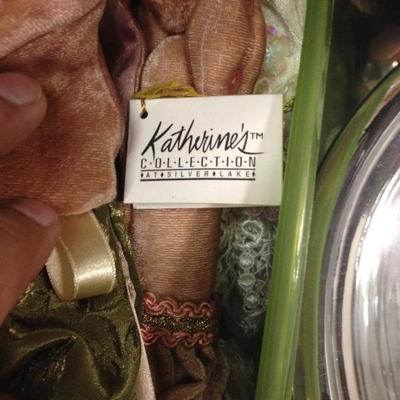 Katherine's™
COLLECTION
♦AT♦SILVER♦LAKE♦